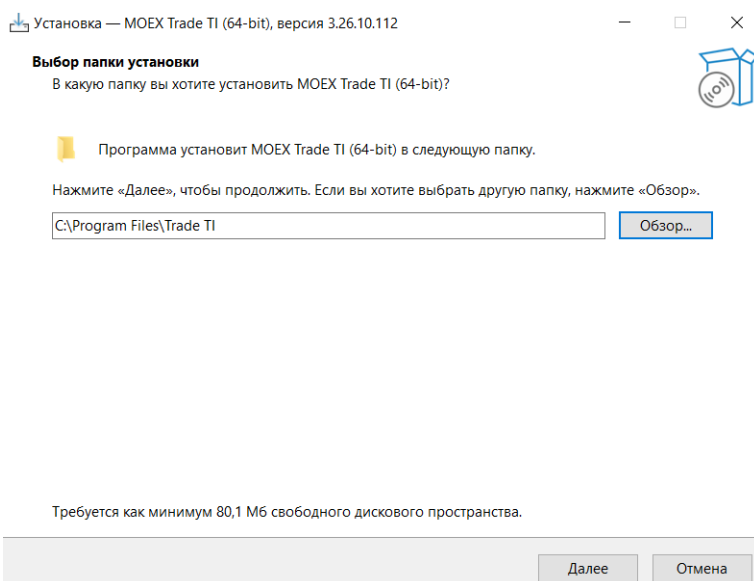 Установка — MOEX Trade TI (64-bit), версия 3.26.10.112
Выбор папки установки
В какую папку вы хотите установить MOEX Trade TI (64-bit)?
Программа установит MOEX Trade TI (64-bit) в следующую папку.
Нажмите «Далее», чтобы продолжить. Если вы хотите выбрать другую папку, нажмите «Обзор».
C:\Program Files\Trade TI
Обзор...
Требуется как минимум 80,1 Мб свободного дискового пространства.
Далее
Отмена